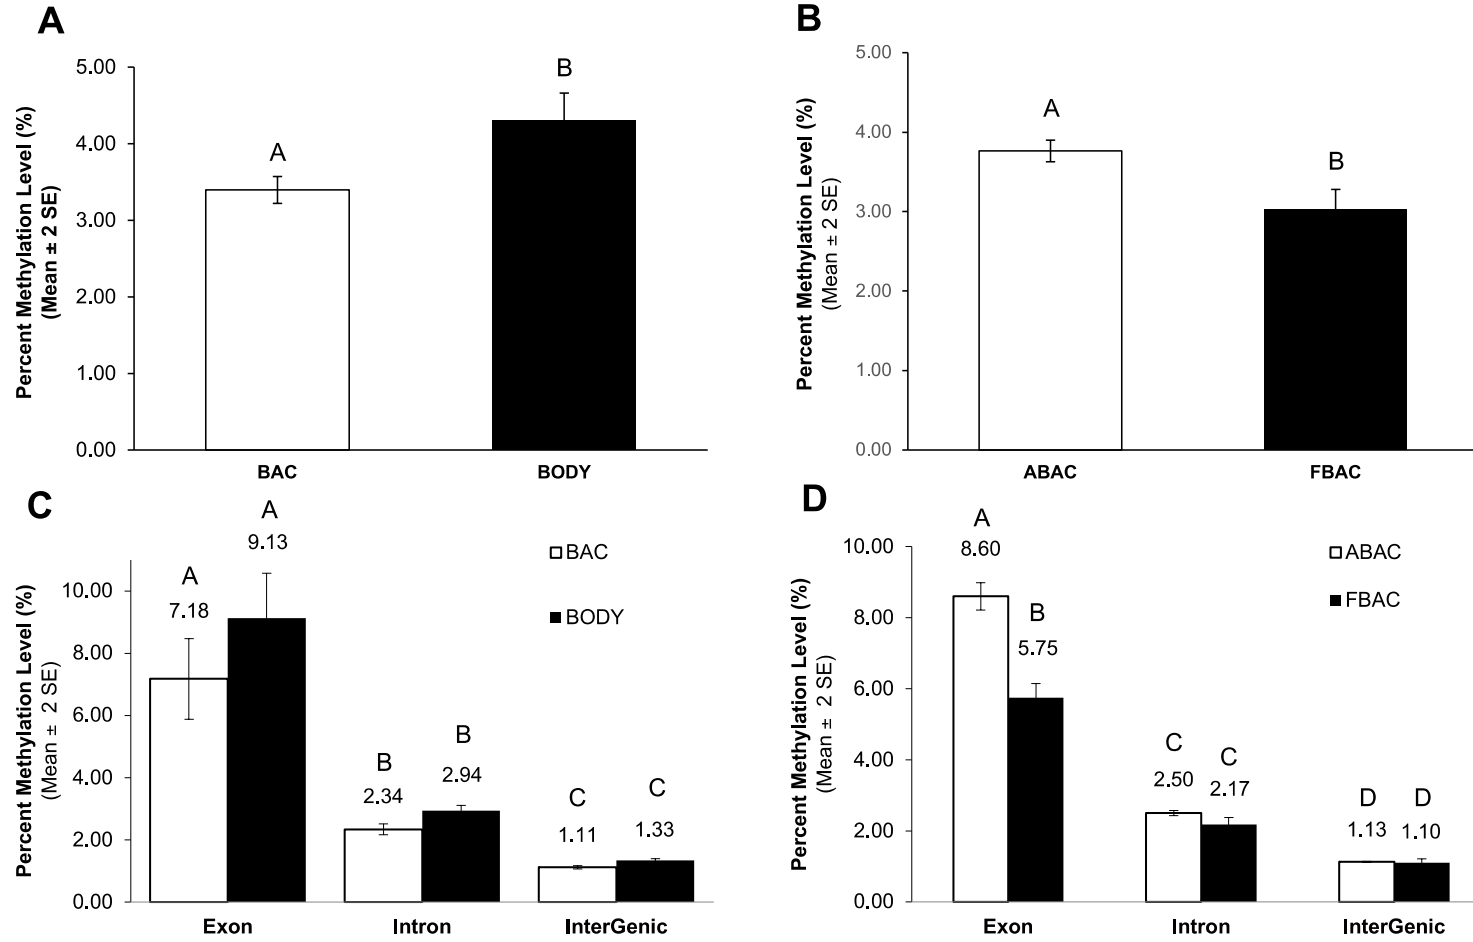 A
Percent Methylation Level (%)
(Mean ± 2 SE)
5.00
4.00
3.00
2.00
1.00
0.00
A
B
BAC
BODY
B
Percent Methylation Level (%)
(Mean ± 2 SE)
5.00
4.00
3.00
2.00
1.00
0.00
A
B
ABAC
FBAC
C
Percent Methylation Level (%)
(Mean ± 2 SE)
10.00
8.00
6.00
4.00
2.00
0.00
A
7.18
A
9.13
B
2.34
B
2.94
C
1.11
C
1.33
BAC
BODY
Exon
Intron
InterGenic
D
Percent Methylation Level (%)
(Mean ± 2 SE)
10.00
8.00
6.00
4.00
2.00
0.00
A
8.60
B
5.75
C
2.50
C
2.17
D
1.13
D
1.10
ABAC
FBAC
Exon
Intron
InterGenic